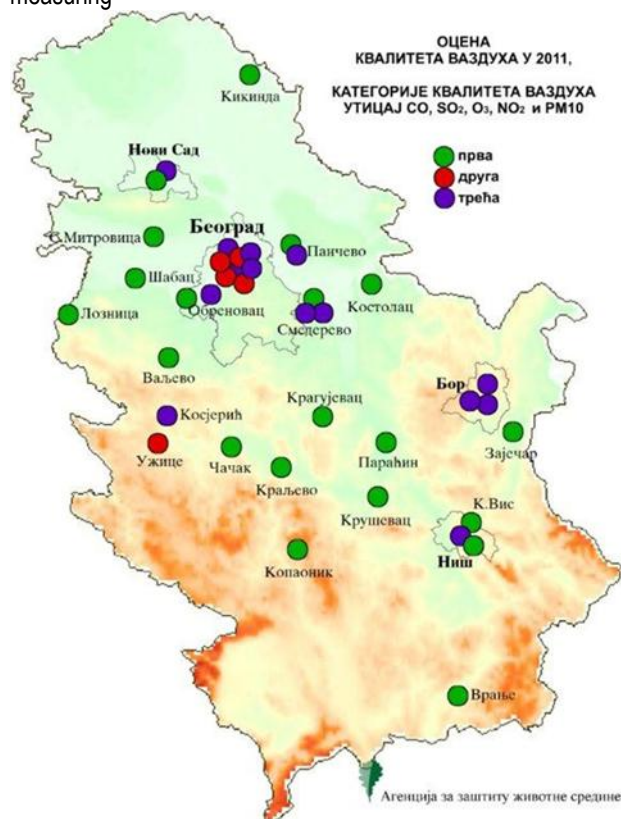 measuring
ОЦЕНА
КВАЛИТЕТА ВАЗДУХА У 2011,
КАТЕГОРИЈЕ КВАЛИТЕТА ВАЗДУХА
УТИЦАЈ CO, SO₂, O₃, NO₂ и PM10
прва
друга
трећа
Кикинда
Нови Сад
С.Митровица
Београд
Панчево
Шабац
Обреновац
Костолац
Лозница
Смедерево
Ваљево
Бор
Косјерић
Крагујевац
Зајечар
Ужице
Чачак
Параћин
Краљево
Крушевац
К.Вис
Копаоник
Ниш
Врање
Агенција за заштиту животне средине